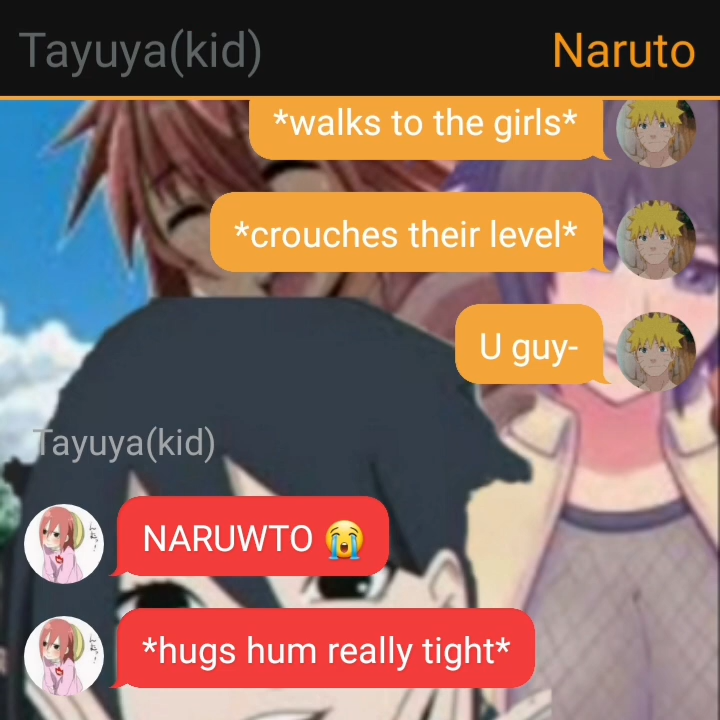 Tayuya(kid) Naruto
*walks to the girls*
*crouches their level*
U guy-
Tayuya(kid)
NARUWTO 😭
*hugs hum really tight*